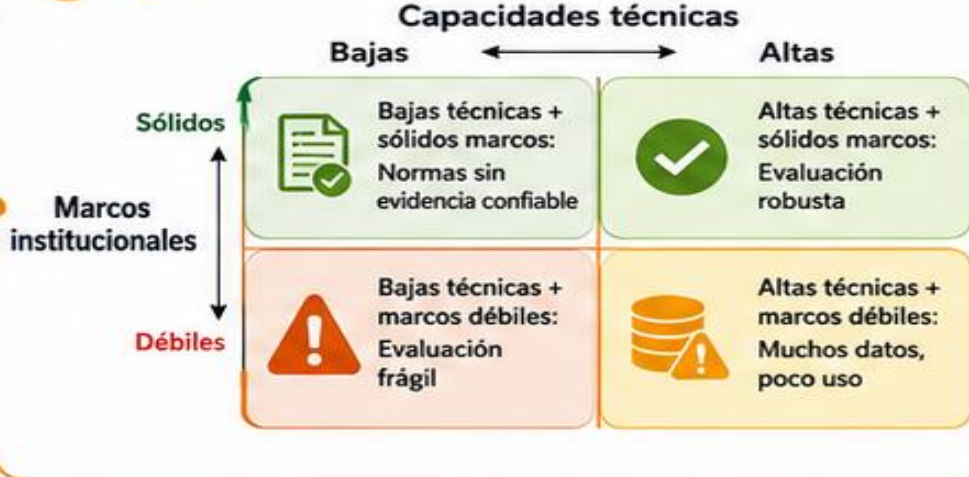 Capacidades técnicas
Bajas
Altas
Sólidos
Marcos
institucionales
Débiles
Bajas técnicas +
sólidos marcos:
Normas sin
evidencia confiable
Altas técnicas +
sólidos marcos:
Evaluación
robusta
Bajas técnicas +
marcos débiles:
Evaluación
frágil
Altas técnicas +
marcos débiles:
Muchos datos,
poco uso